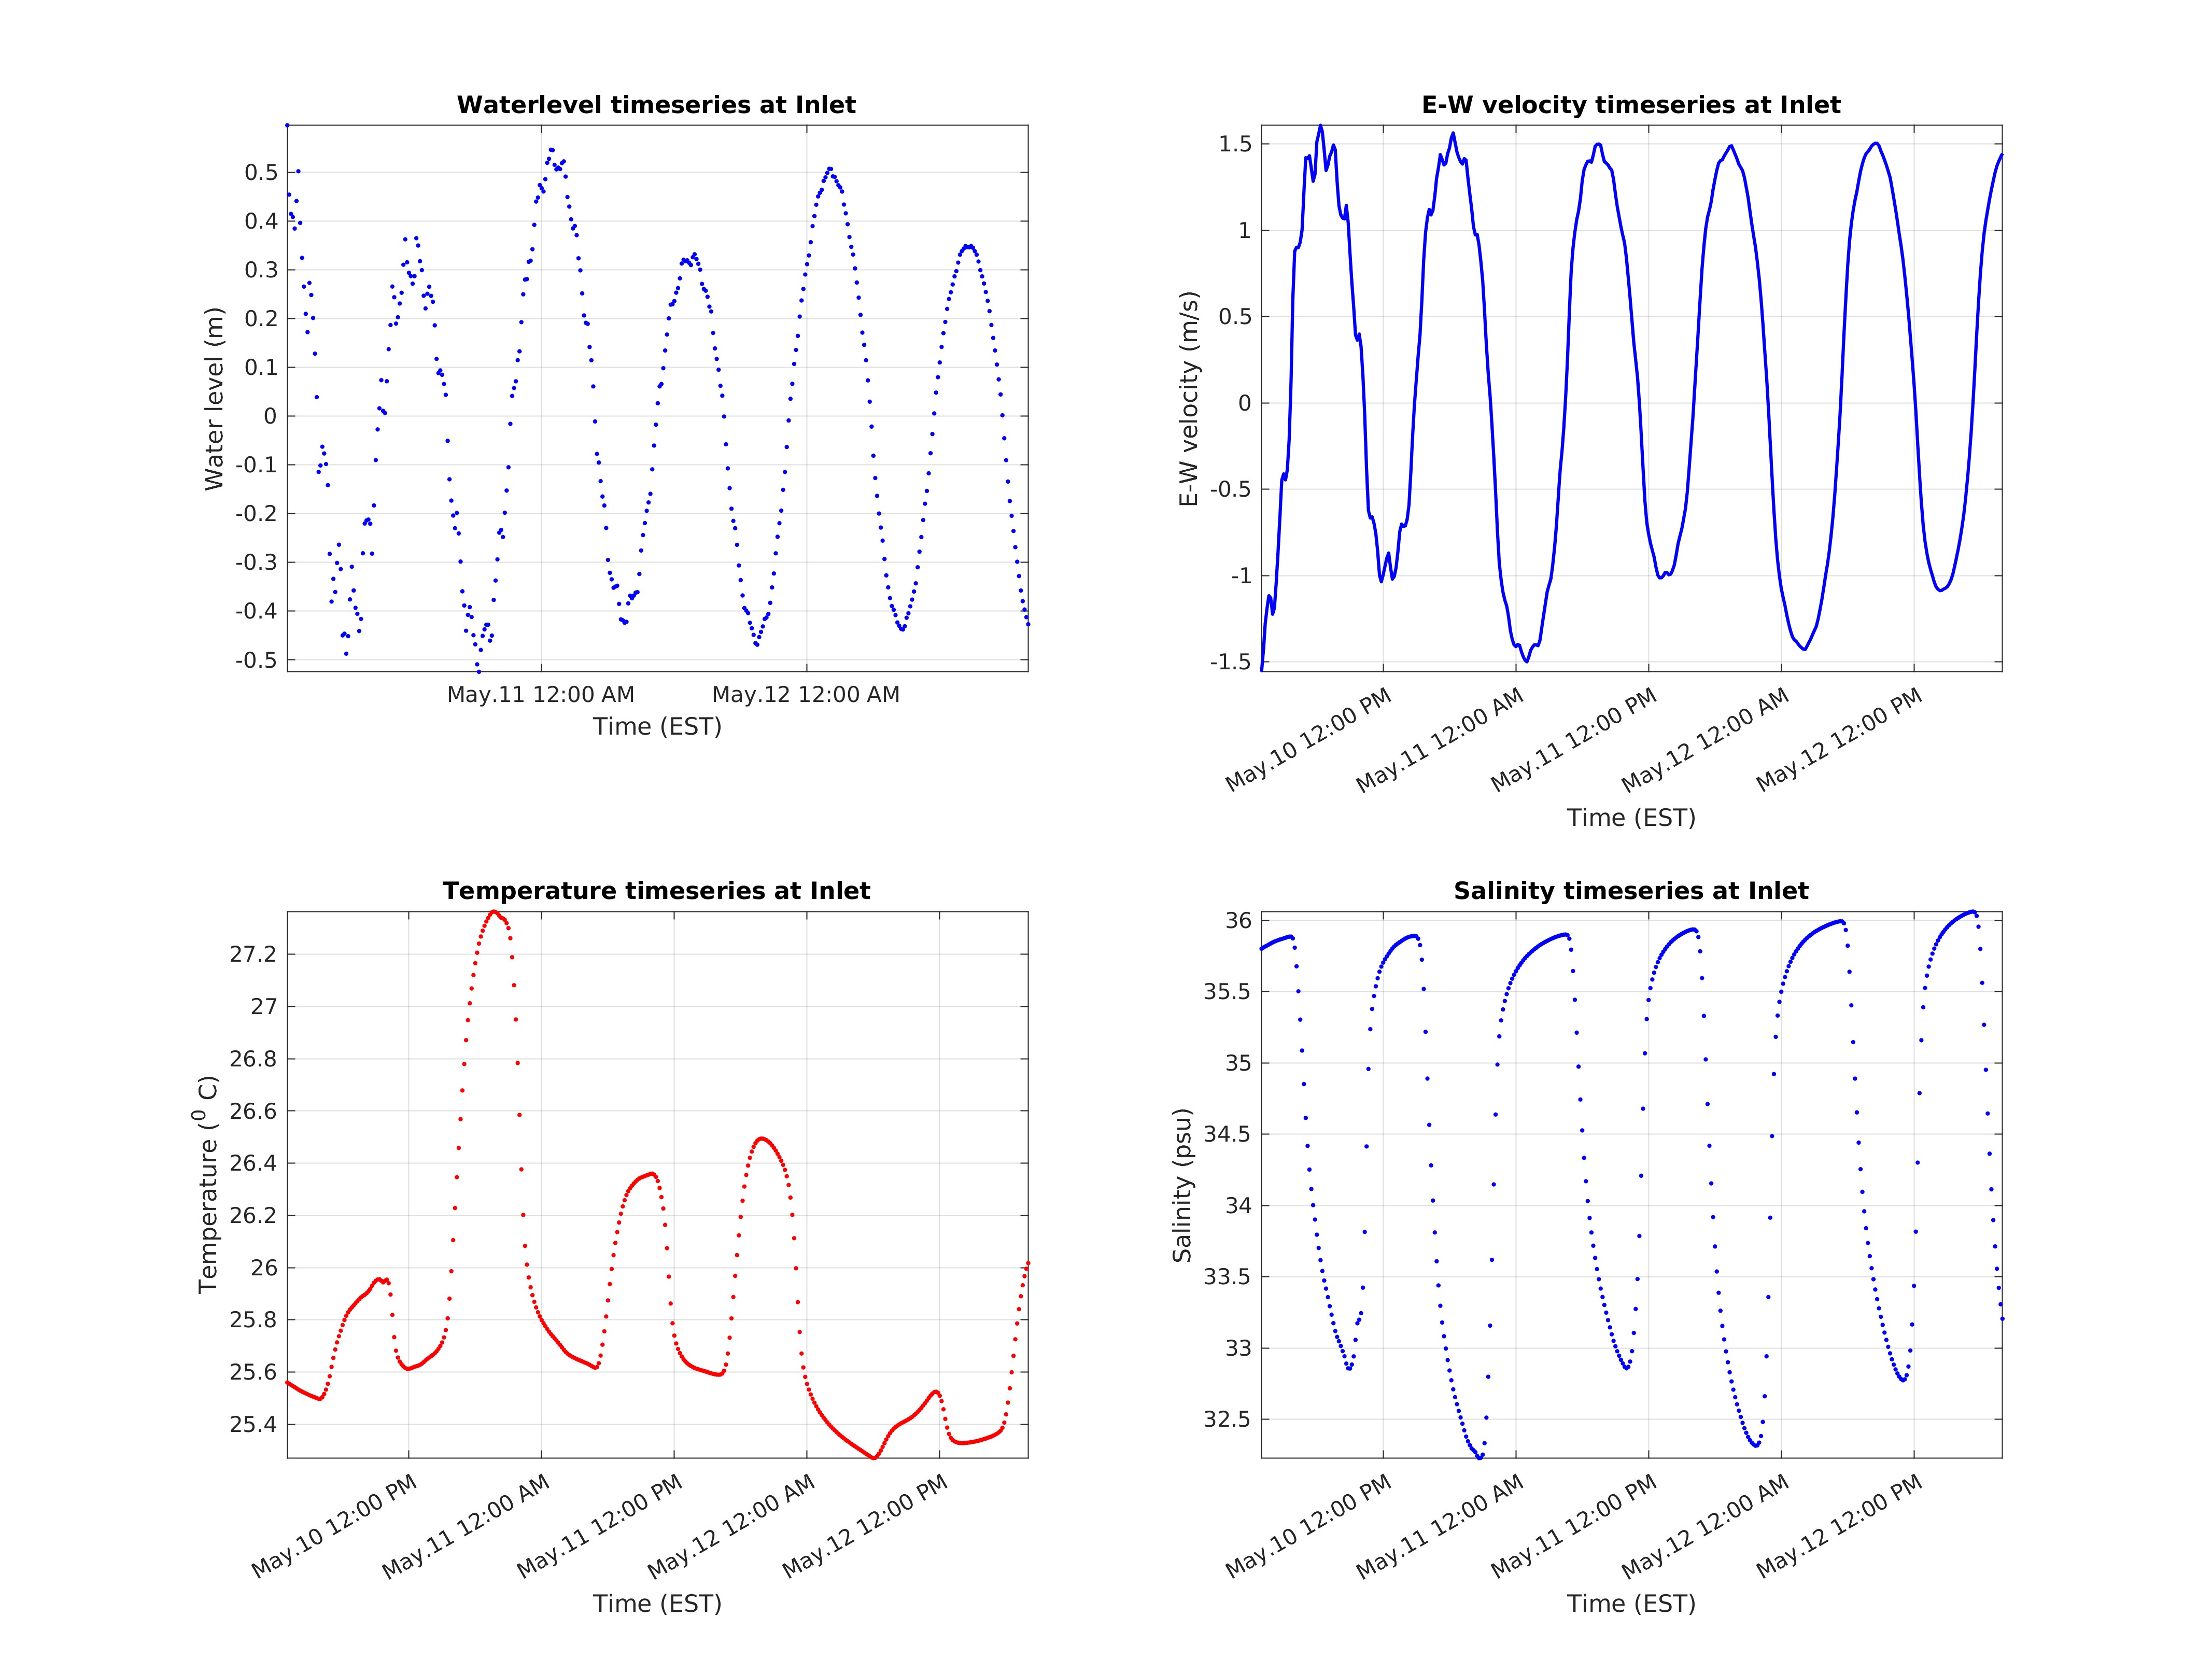 Waterlevel timeseries at Inlet
0.5
0.4
0.3
0.2
0.1
0
-0.1
-0.2
-0.3
-0.4
-0.5
Water level (m)
May.11 12:00 AM
May.12 12:00 AM
Time (EST)
E-W velocity timeseries at Inlet
1.5
1
0.5
0
-0.5
-1
-1.5
E-W velocity (m/s)
May.10 12:00 PM
May.11 12:00 AM
May.11 12:00 PM
May.12 12:00 AM
May.12 12:00 PM
Time (EST)
Temperature timeseries at Inlet
27.2
27
26.8
26.6
26.4
26.2
26
25.8
25.6
25.4
Temperature (⁰ C)
May.10 12:00 PM
May.11 12:00 AM
May.11 12:00 PM
May.12 12:00 AM
May.12 12:00 PM
Time (EST)
Salinity timeseries at Inlet
36
35.5
35
34.5
34
33.5
33
32.5
Salinity (psu)
May.10 12:00 PM
May.11 12:00 AM
May.11 12:00 PM
May.12 12:00 AM
May.12 12:00 PM
Time (EST)